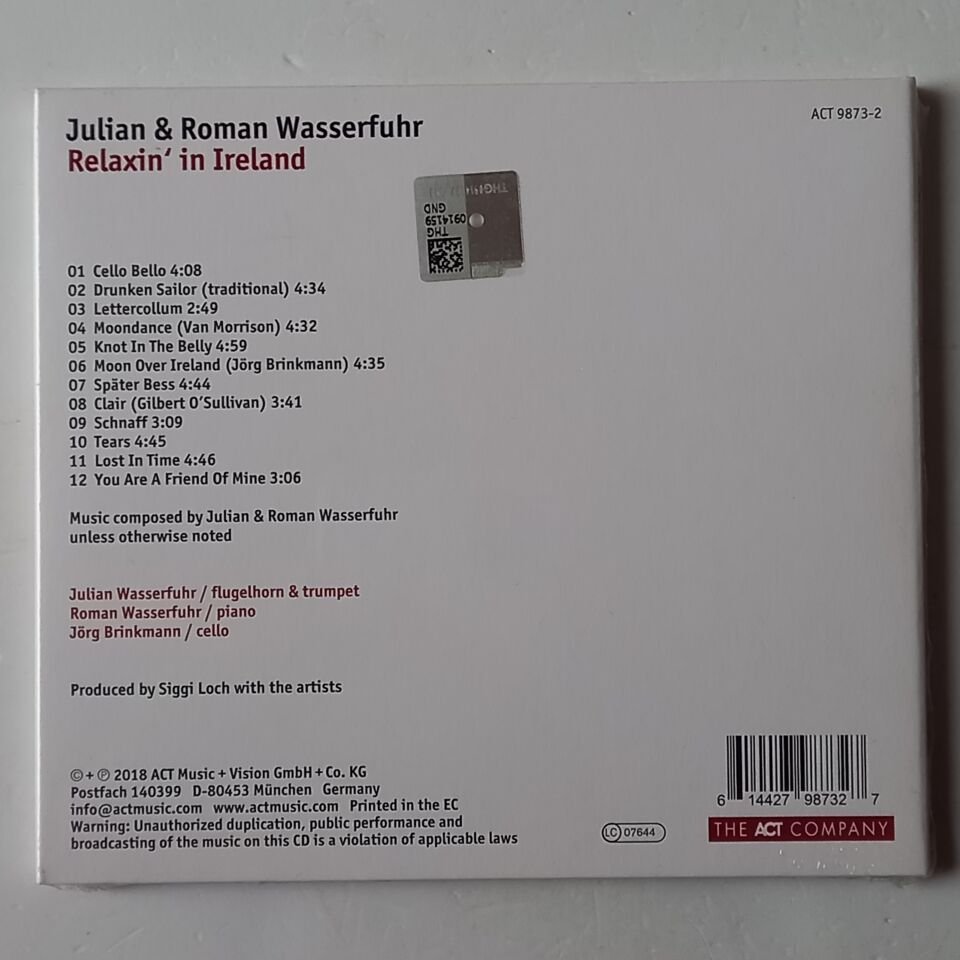 Julian & Roman Wasserfuhr
Relaxin‘ in Ireland
ACT 9873-2
THG
0914159
GND
01 Cello Bello 4:08
02 Drunken Sailor (traditional) 4:34
03 Lettercollum 2:49
04 Moondance (Van Morrison) 4:32
05 Knot In The Belly 4:59
06 Moon Over Ireland (Jörg Brinkmann) 4:35
07 Später Bess 4:44
08 Clair (Gilbert O’Sullivan) 3:41
09 Schnaff 3:09
10 Tears 4:45
11 Lost In Time 4:46
12 You Are A Friend Of Mine 3:06
Music composed by Julian & Roman Wasserfuhr
unless otherwise noted
Julian Wasserfuhr / flugelhorn & trumpet
Roman Wasserfuhr / piano
Jörg Brinkmann / cello
Produced by Siggi Loch with the artists
© + ℗ 2018 ACT Music + Vision GmbH + Co. KG
Postfach 140399 D-80453 München Germany
info@actmusic.com www.actmusic.com Printed in the EC
Warning: Unauthorized duplication, public performance and
broadcasting of the music on this CD is a violation of applicable laws
LC 07644
6 14427 98732 7
THE ACT COMPANY